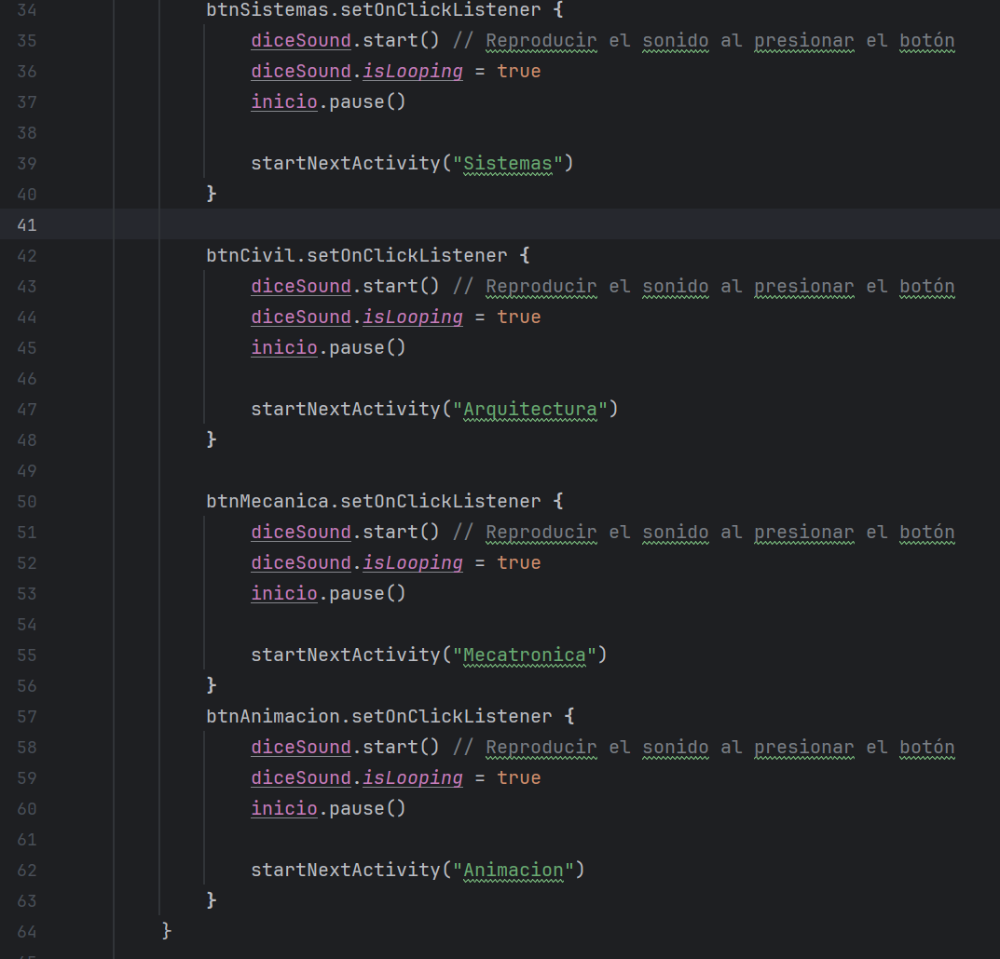 34 btnSistemas.setOnClickListener {
35 diceSound.start() // Reproducir el sonido al presionar el botón
36 diceSound.isLooping = true
37 inicio.pause()
38
39 startNextActivity("Sistemas")
40 }
41
42 btnCivil.setOnClickListener {
43 diceSound.start() // Reproducir el sonido al presionar el botón
44 diceSound.isLooping = true
45 inicio.pause()
46
47 startNextActivity("Arquitectura")
48 }
49
50 btnMecanica.setOnClickListener {
51 diceSound.start() // Reproducir el sonido al presionar el botón
52 diceSound.isLooping = true
53 inicio.pause()
54
55 startNextActivity("Mecatronica")
56 }
57 btnAnimacion.setOnClickListener {
58 diceSound.start() // Reproducir el sonido al presionar el botón
59 diceSound.isLooping = true
60 inicio.pause()
61
62 startNextActivity("Animacion")
63 }
64 }